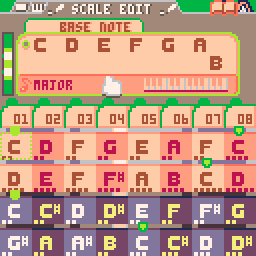 SCALE EDIT
BASE NOTE
C D E F G A
B
MAJOR
01 02 03 04 05 06 07 08
C D F G E A F C
D E F F# A B C D
C C# D D# E F F# G
G# A A# B C C# D D#